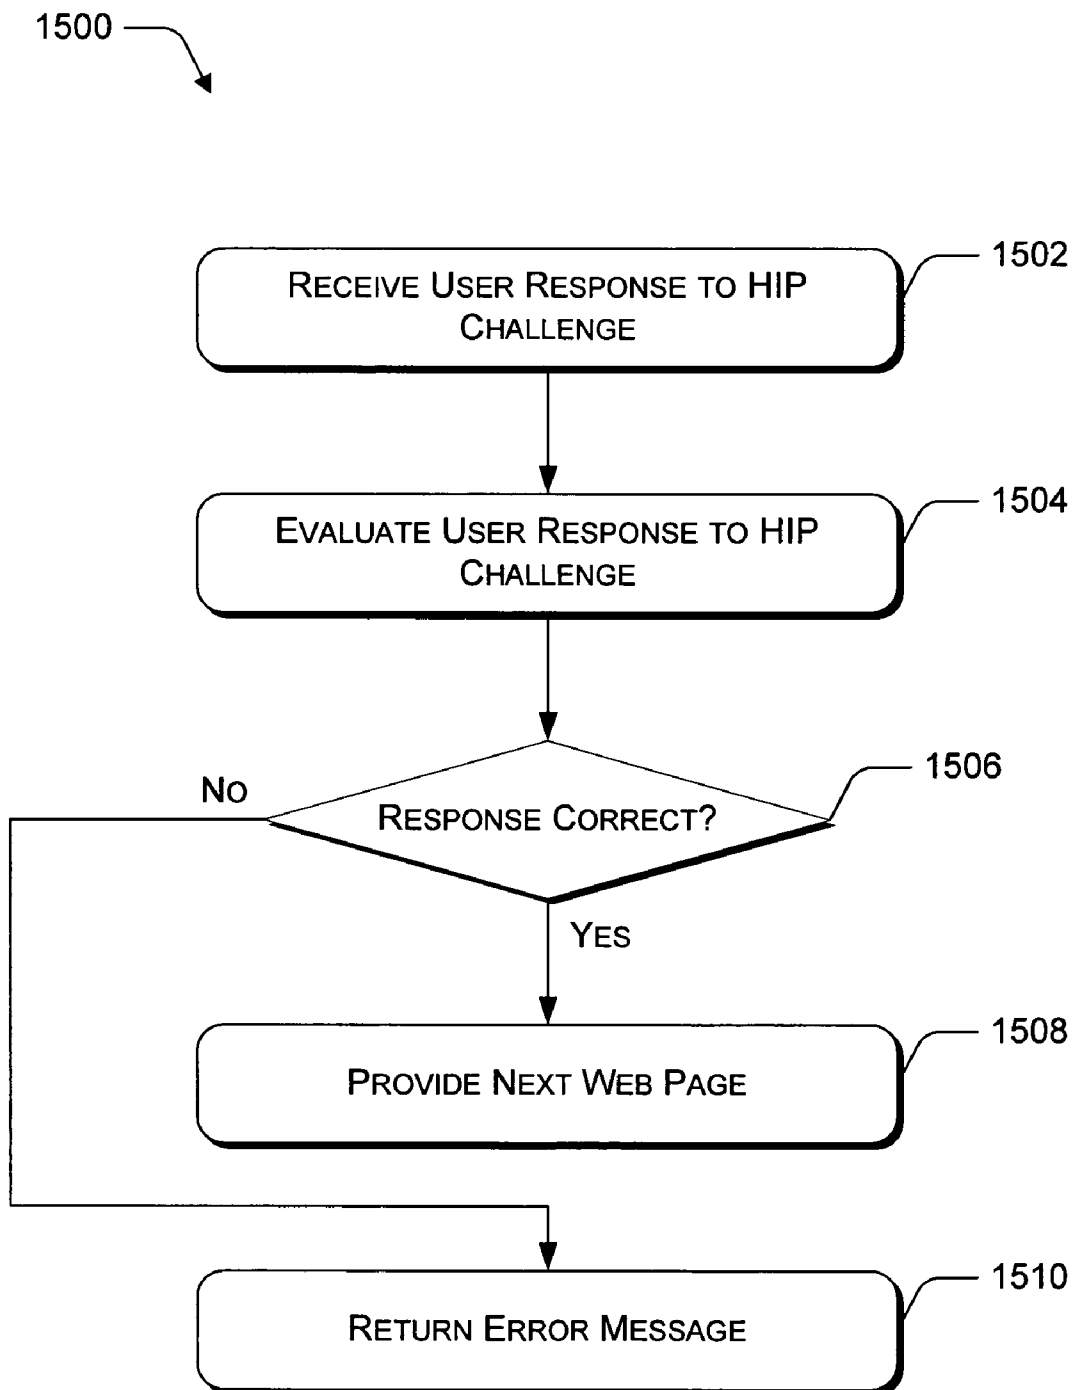 1500
RECEIVE USER RESPONSE TO HIP
CHALLENGE
1502
EVALUATE USER RESPONSE TO HIP
CHALLENGE
1504
RESPONSE CORRECT?
1506
NO
YES
PROVIDE NEXT WEB PAGE
1508
RETURN ERROR MESSAGE
1510